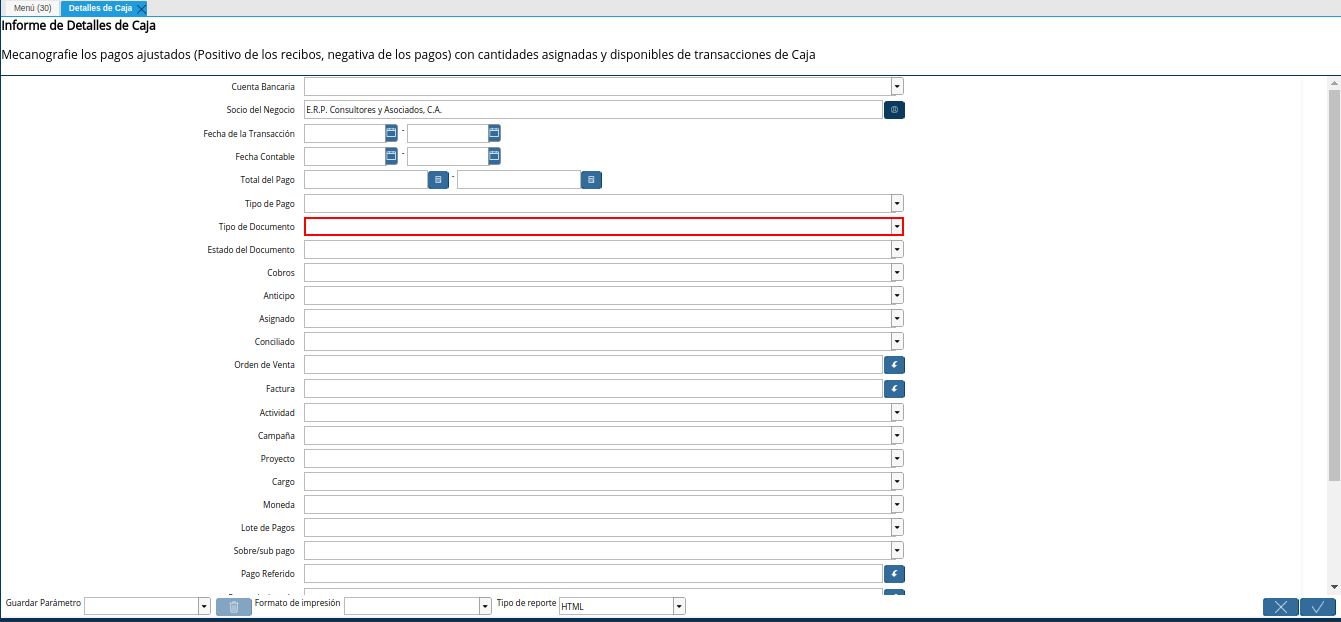 Menú (30) Detalles de Caja
Informe de Detalles de Caja
Mecanografie los pagos ajustados (Positivo de los recibos, negativa de los pagos) con cantidades asignadas y disponibles de transacciones de Caja
Cuenta Bancaria
Socio del Negocio E.R.P. Consultores y Asociados, C.A.
Fecha de la Transacción -
Fecha Contable -
Total del Pago -
Tipo de Pago
Tipo de Documento
Estado del Documento
Cobros
Anticipo
Asignado
Conciliado
Orden de Venta
Factura
Actividad
Campaña
Proyecto
Cargo
Moneda
Lote de Pagos
Sobre/sub pago
Pago Referido
Guardar Parámetro Formato de impresión Tipo de reporte HTML